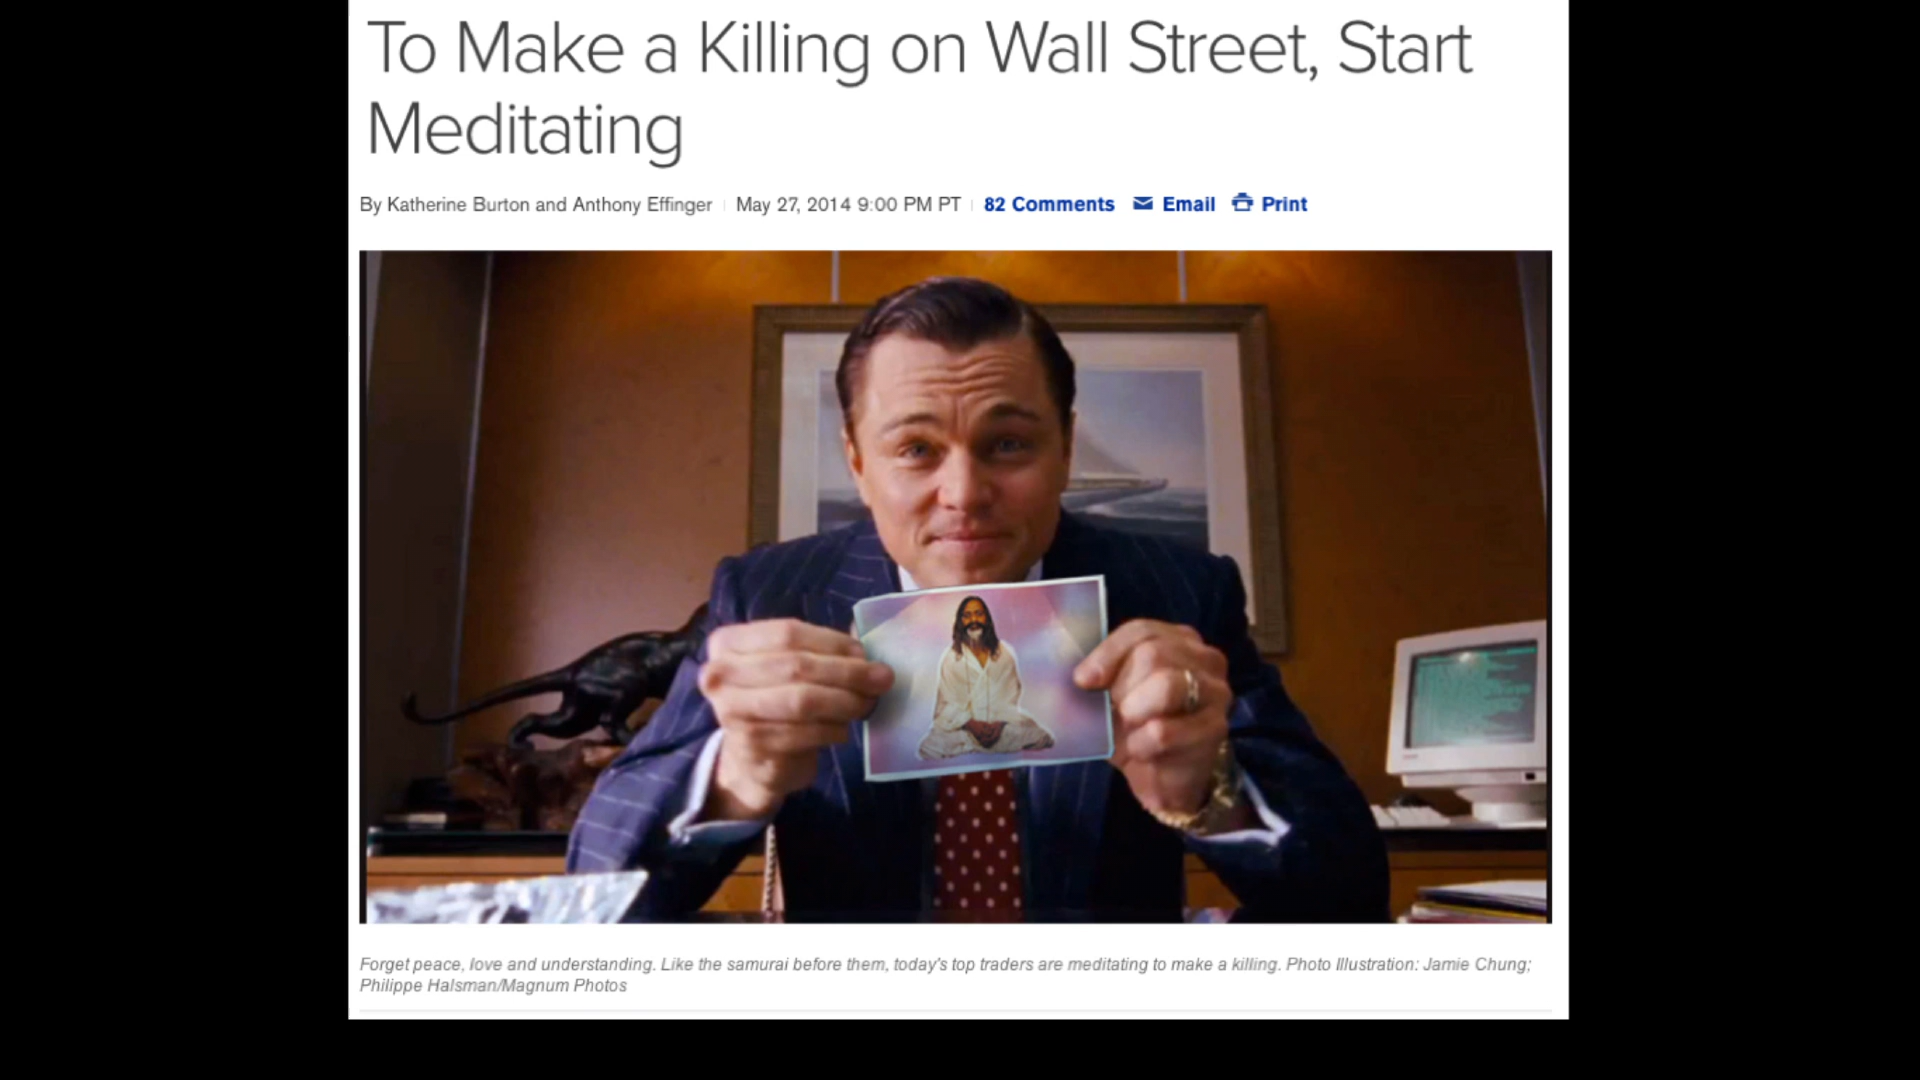 To Make a Killing on Wall Street, Start
Meditating
By Katherine Burton and Anthony Effinger May 27, 2014 9:00 PM PT 82 Comments Email Print
Forget peace, love and understanding. Like the samurai before them, today's top traders are meditating to make a killing. Photo Illustration: Jamie Chung;
Philippe Halsman/Magnum Photos